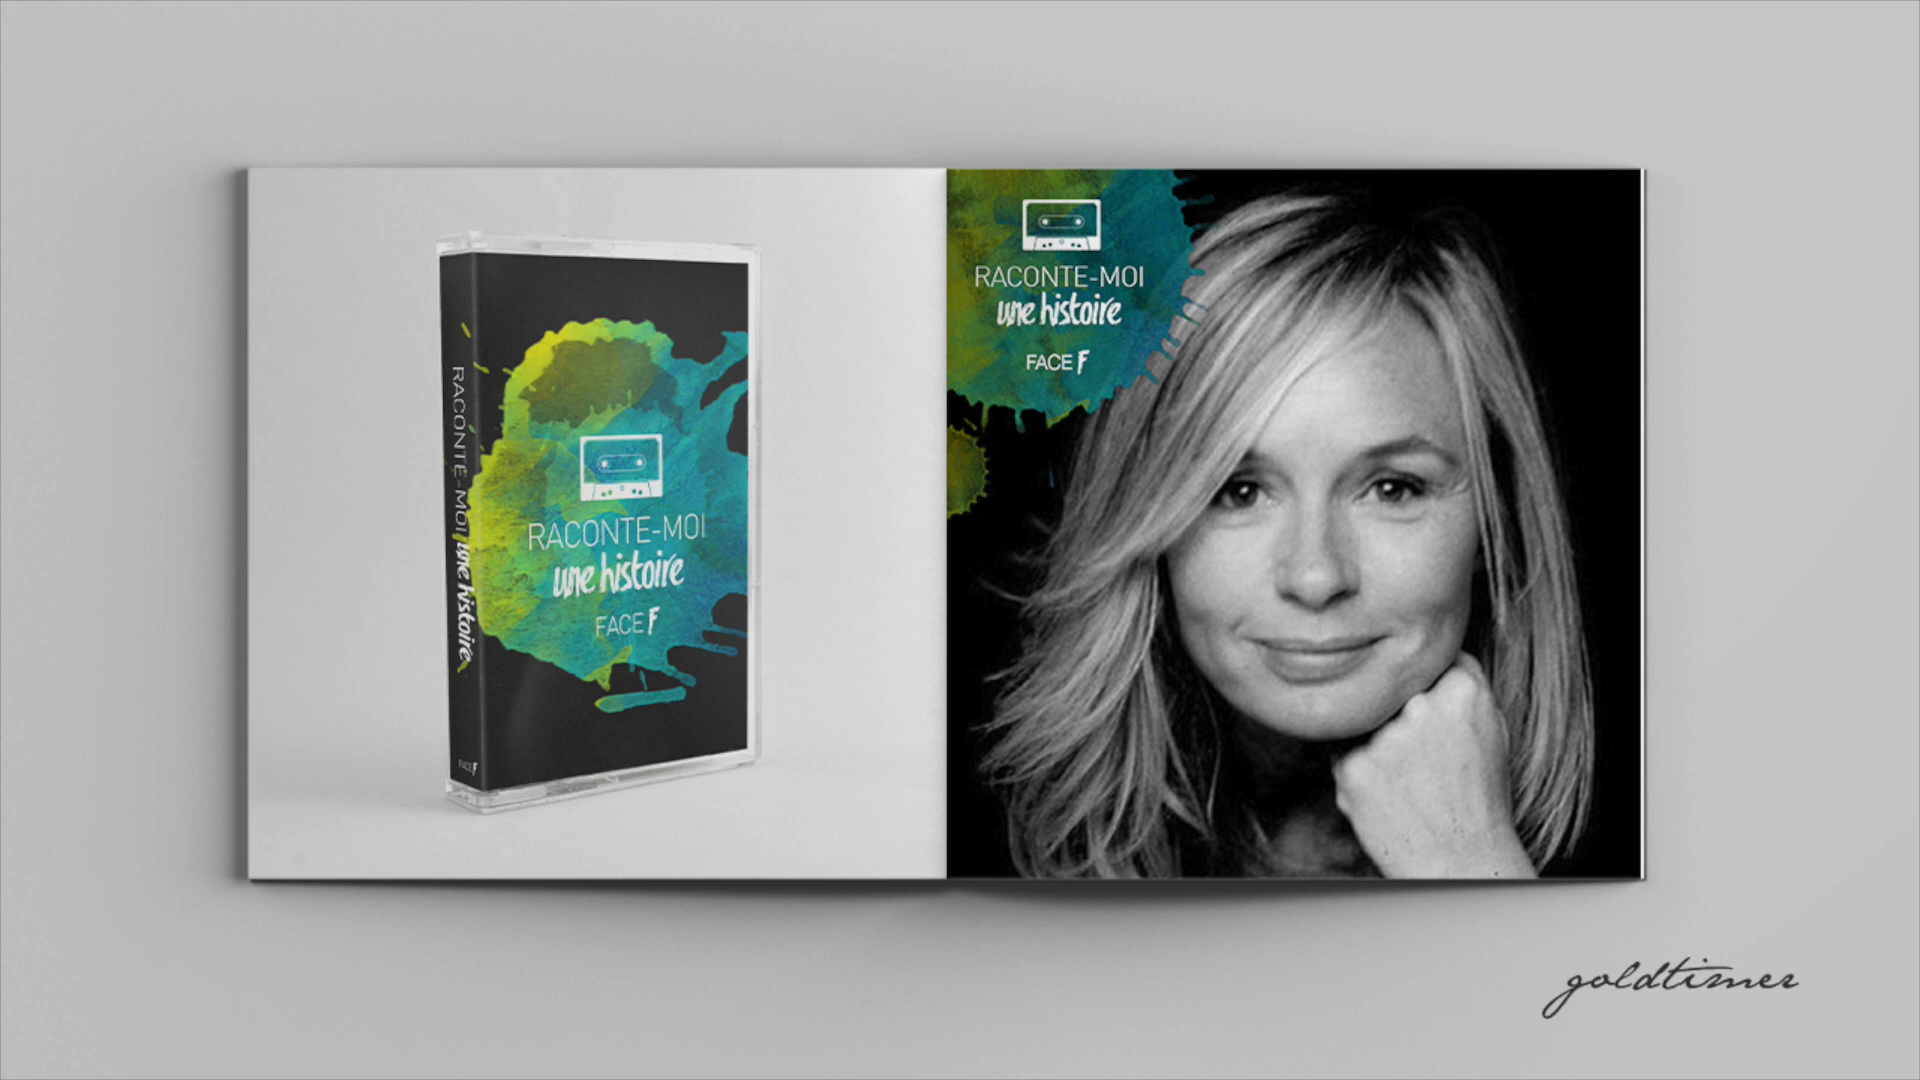 RACONTE-MOI une histoire
FACE F
RACONTE-MOI
une histoire
FACE F
RACONTE-MOI
une histoire
FACE F
goldtimer